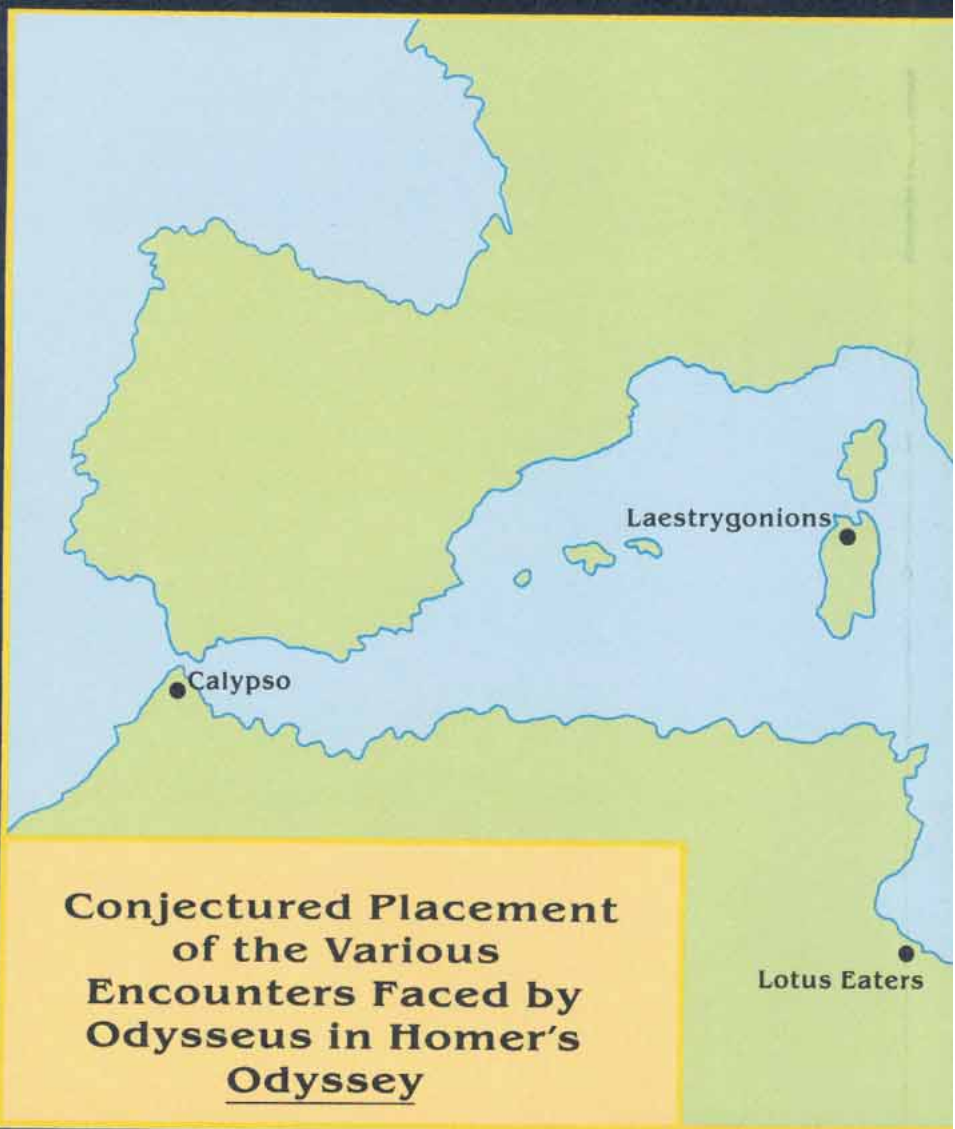 Laestrygonions
Calypso
Lotus Eaters
Conjectured Placement
of the Various
Encounters Faced by
Odysseus in Homer's
Odyssey